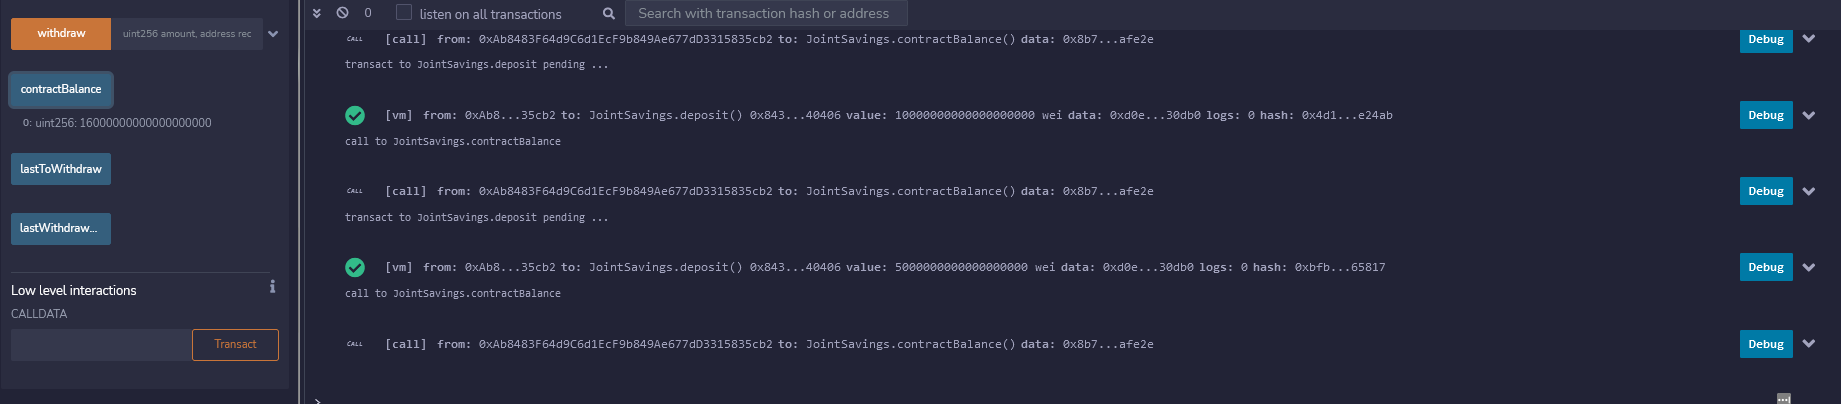 withdraw
uint256 amount, address rec
contractBalance
0: uint256: 16000000000000000000
lastToWithdraw
lastWithdraw...
Low level interactions
i
CALLDATA
Transact
0
listen on all transactions
Search with transaction hash or address
CALL [call] from: 0xAb8483F64d9C6d1EcF9b849Ae677dD3315835cb2 to: JointSavings.contractBalance() data: 0x8b7...afe2e
Debug
transact to JointSavings.deposit pending ...
[vm] from: 0xAb8...35cb2 to: JointSavings.deposit() 0x843...40406 value: 10000000000000000000 wei data: 0xd0e...30db0 logs: 0 hash: 0x4d1...e24ab
Debug
call to JointSavings.contractBalance
CALL [call] from: 0xAb8483F64d9C6d1EcF9b849Ae677dD3315835cb2 to: JointSavings.contractBalance() data: 0x8b7...afe2e
Debug
transact to JointSavings.deposit pending ...
[vm] from: 0xAb8...35cb2 to: JointSavings.deposit() 0x843...40406 value: 5000000000000000000 wei data: 0xd0e...30db0 logs: 0 hash: 0xbfb...65817
Debug
call to JointSavings.contractBalance
CALL [call] from: 0xAb8483F64d9C6d1EcF9b849Ae677dD3315835cb2 to: JointSavings.contractBalance() data: 0x8b7...afe2e
Debug
>